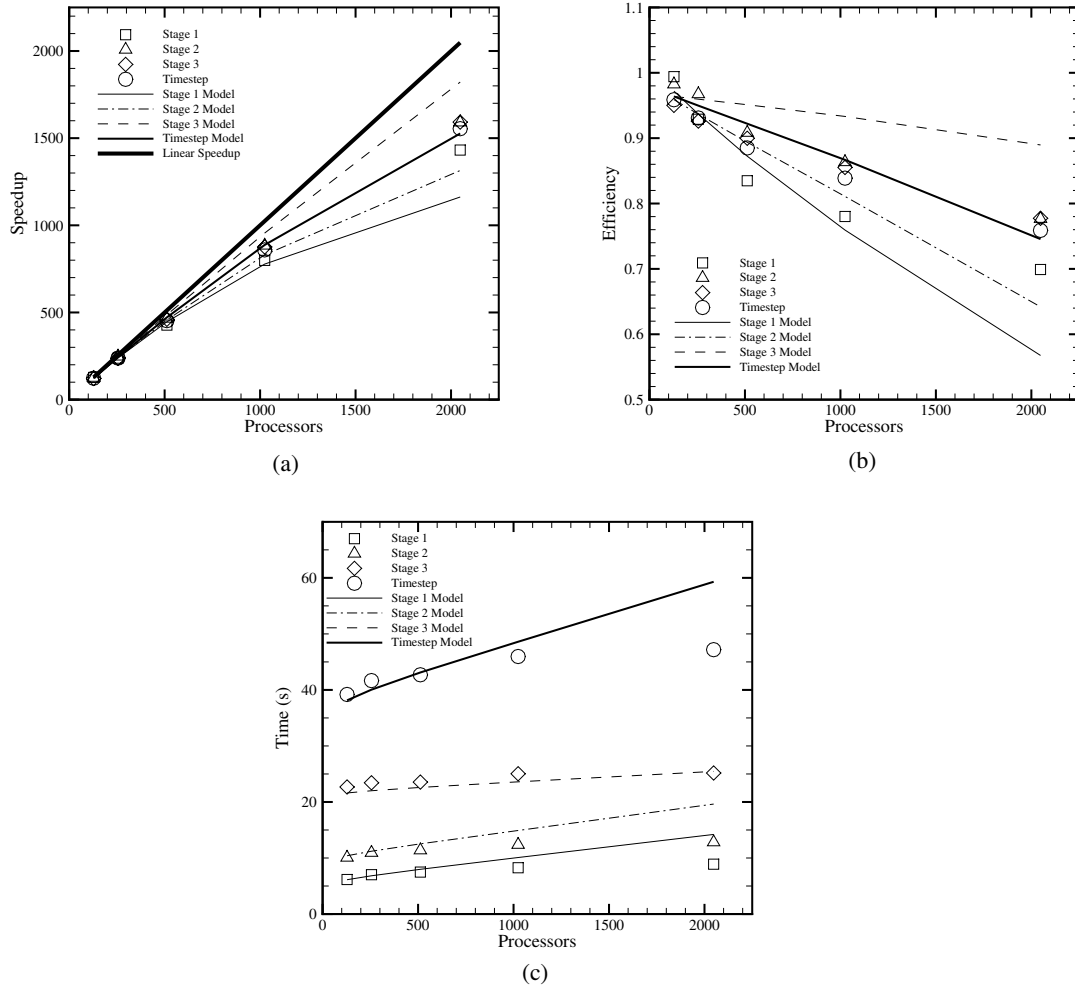 Speedup
2000
1500
1000
500
0
Stage 1
Stage 2
Stage 3
Timestep
Stage 1 Model
Stage 2 Model
Stage 3 Model
Timestep Model
Linear Speedup
0 500 1000 1500 2000
Processors
(a)
Efficiency
1.1
1
0.9
0.8
0.7
0.6
0.5
Stage 1
Stage 2
Stage 3
Timestep
Stage 1 Model
Stage 2 Model
Stage 3 Model
Timestep Model
0 500 1000 1500 2000
Processors
(b)
Time (s)
60
40
20
0
Stage 1
Stage 2
Stage 3
Timestep
Stage 1 Model
Stage 2 Model
Stage 3 Model
Timestep Model
0 500 1000 1500 2000
Processors
(c)